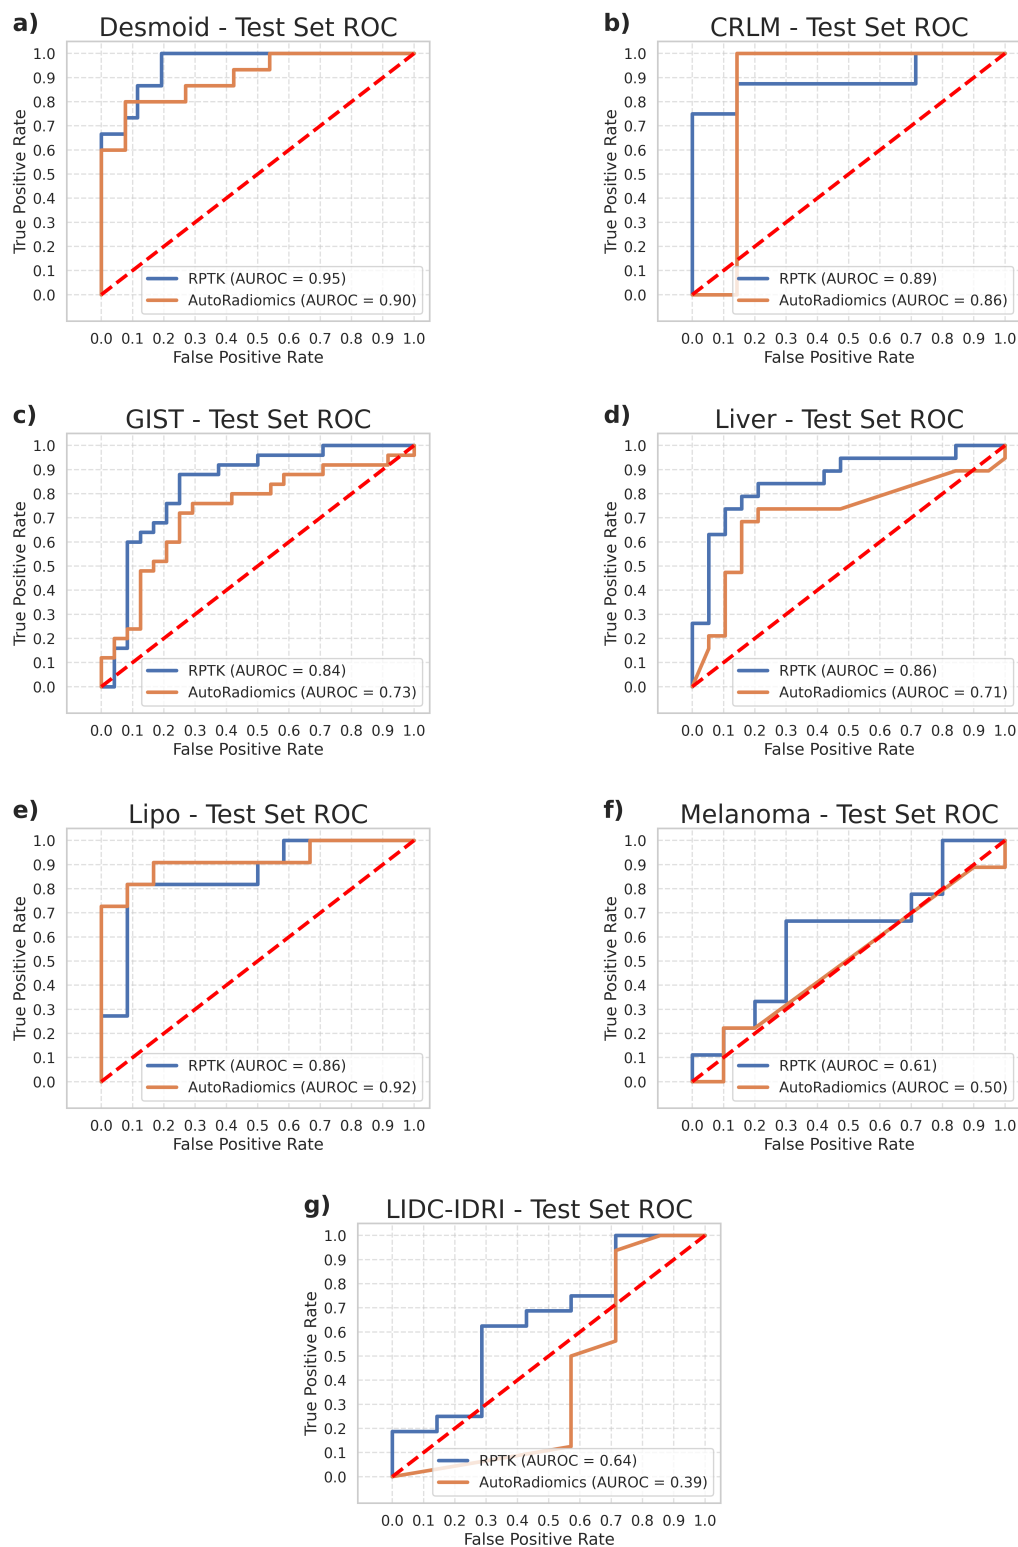 a)
Desmoid - Test Set ROC
True Positive Rate
1.0
0.9
0.8
0.7
0.6
0.5
0.4
0.3
0.2
0.1
0.0
RPTK (AUROC = 0.95)
AutoRadiomics (AUROC = 0.90)
0.0 0.1 0.2 0.3 0.4 0.5 0.6 0.7 0.8 0.9 1.0
False Positive Rate
b)
CRLM - Test Set ROC
True Positive Rate
1.0
0.9
0.8
0.7
0.6
0.5
0.4
0.3
0.2
0.1
0.0
RPTK (AUROC = 0.89)
AutoRadiomics (AUROC = 0.86)
0.0 0.1 0.2 0.3 0.4 0.5 0.6 0.7 0.8 0.9 1.0
False Positive Rate
c)
GIST - Test Set ROC
True Positive Rate
1.0
0.9
0.8
0.7
0.6
0.5
0.4
0.3
0.2
0.1
0.0
RPTK (AUROC = 0.84)
AutoRadiomics (AUROC = 0.73)
0.0 0.1 0.2 0.3 0.4 0.5 0.6 0.7 0.8 0.9 1.0
False Positive Rate
d)
Liver - Test Set ROC
True Positive Rate
1.0
0.9
0.8
0.7
0.6
0.5
0.4
0.3
0.2
0.1
0.0
RPTK (AUROC = 0.86)
AutoRadiomics (AUROC = 0.71)
0.0 0.1 0.2 0.3 0.4 0.5 0.6 0.7 0.8 0.9 1.0
False Positive Rate
e)
Lipo - Test Set ROC
True Positive Rate
1.0
0.9
0.8
0.7
0.6
0.5
0.4
0.3
0.2
0.1
0.0
RPTK (AUROC = 0.86)
AutoRadiomics (AUROC = 0.92)
0.0 0.1 0.2 0.3 0.4 0.5 0.6 0.7 0.8 0.9 1.0
False Positive Rate
f)
Melanoma - Test Set ROC
True Positive Rate
1.0
0.9
0.8
0.7
0.6
0.5
0.4
0.3
0.2
0.1
0.0
RPTK (AUROC = 0.61)
AutoRadiomics (AUROC = 0.50)
0.0 0.1 0.2 0.3 0.4 0.5 0.6 0.7 0.8 0.9 1.0
False Positive Rate
g)
LIDC-IDRI - Test Set ROC
True Positive Rate
1.0
0.9
0.8
0.7
0.6
0.5
0.4
0.3
0.2
0.1
0.0
RPTK (AUROC = 0.64)
AutoRadiomics (AUROC = 0.39)
0.0 0.1 0.2 0.3 0.4 0.5 0.6 0.7 0.8 0.9 1.0
False Positive Rate